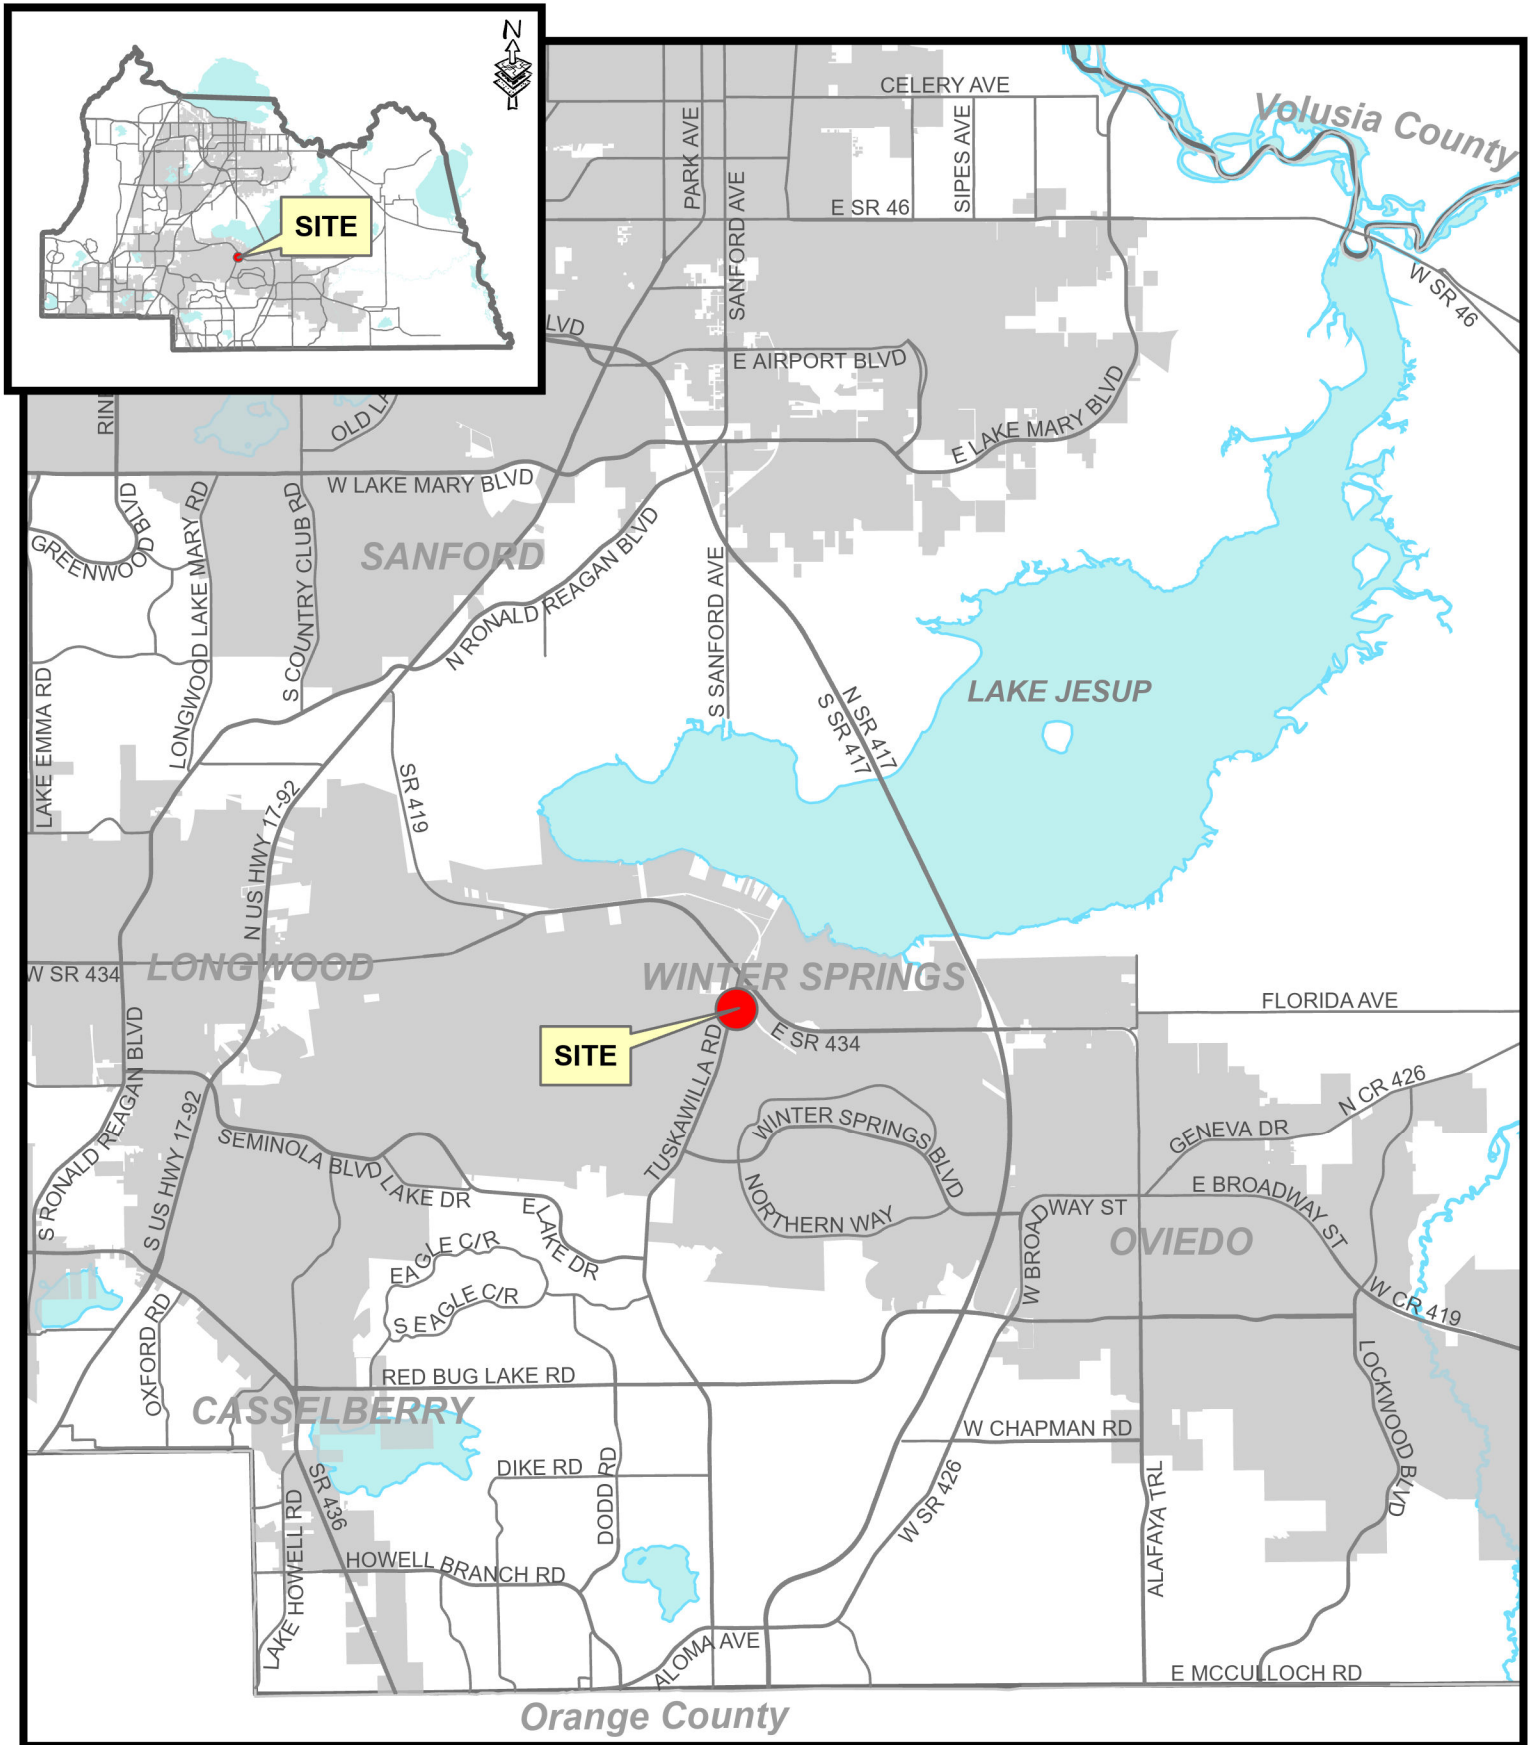 N
SITE
CELERY AVE
Volusia County
PARK AVE
SANFORD AVE
SIPES AVE
E SR 46
W SR 46
LVD
E AIRPORT BLVD
E LAKE MARY BLVD
RINE
OLD LA
W LAKE MARY BLVD
GREENWOOD BLVD
LONGWOOD LAKE MARY RD
S COUNTRY CLUB RD
SANFORD
N RONALD REAGAN BLVD
S SANFORD AVE
LAKE EMMA RD
N SR 417
S SR 417
LAKE JESUP
SR 419
N US HWY 17-92
W SR 434
LONGWOOD
WINTER SPRINGS
FLORIDA AVE
SITE
E SR 434
TUSKAWILLA RD
S RONALD REAGAN BLVD
S US HWY 17-92
SEMINOLA BLVD
LAKE DR
E LAKE DR
WINTER SPRINGS BLVD
NORTHERN WAY
N CR 426
GENEVA DR
E BROADWAY ST
W BROADWAY ST
OVIEDO
W CR 419
EAGLE C/R
S EAGLE C/R
OXFORD RD
RED BUG LAKE RD
CASSELBERRY
LOCKWOOD BLVD
W CHAPMAN RD
DIKE RD
DODD RD
SR 436
W SR 426
ALAFAYA TRL
LAKE HOWELL RD
HOWELL BRANCH RD
ALOMA AVE
E MCCULLOCH RD
Orange County